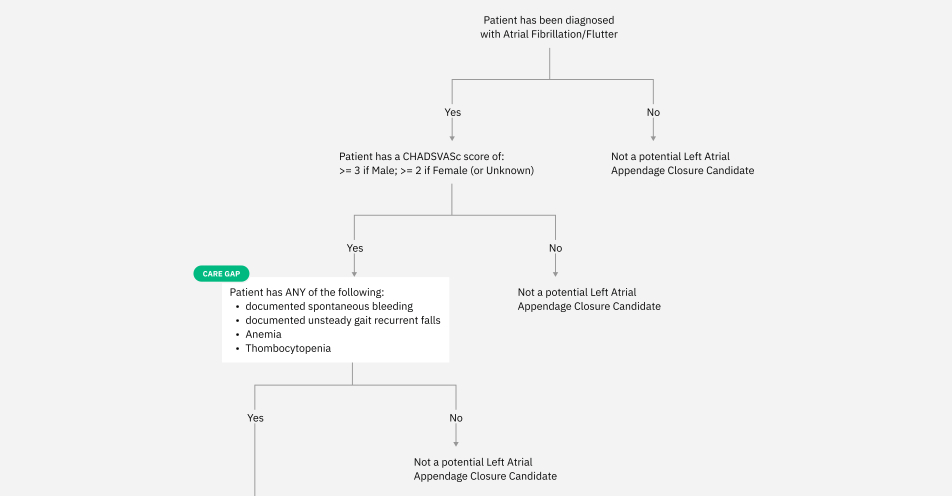 Patient has been diagnosed
with Atrial Fibrillation/Flutter
Yes
No
Patient has a CHADSVASc score of:
>= 3 if Male; >= 2 if Female (or Unknown)
Not a potential Left Atrial
Appendage Closure Candidate
Yes
No
CARE GAP
Patient has ANY of the following:
• documented spontaneous bleeding
• documented unsteady gait recurrent falls
• Anemia
• Thombocytopenia
Not a potential Left Atrial
Appendage Closure Candidate
Yes
No
Not a potential Left Atrial
Appendage Closure Candidate